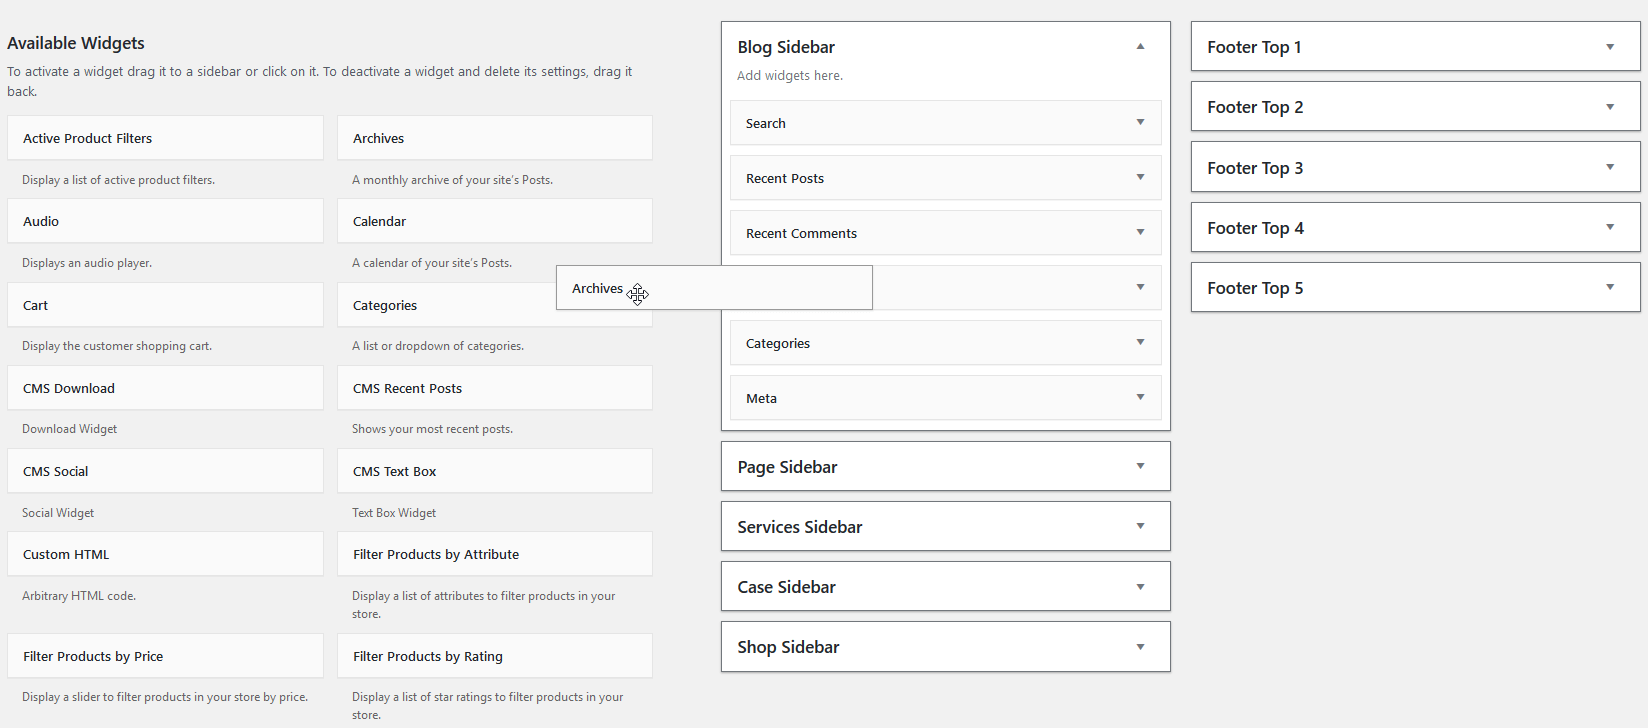 Available Widgets
To activate a widget drag it to a sidebar or click on it. To deactivate a widget and delete its settings, drag it
back.
Active Product Filters
Archives
Display a list of active product filters.
A monthly archive of your site's Posts.
Audio
Calendar
Displays an audio player.
A calendar of your site's Posts.
Cart
Categories
Display the customer shopping cart.
A list or dropdown of categories.
CMS Download
CMS Recent Posts
Download Widget
Shows your most recent posts.
CMS Social
CMS Text Box
Social Widget
Text Box Widget
Custom HTML
Filter Products by Attribute
Arbitrary HTML code.
Display a list of attributes to filter products in your
store.
Filter Products by Price
Filter Products by Rating
Display a slider to filter products in your store by price.
Display a list of star ratings to filter products in your
store.
Archives
Blog Sidebar
Add widgets here.
Search
Recent Posts
Recent Comments
Categories
Meta
Page Sidebar
Services Sidebar
Case Sidebar
Shop Sidebar
Footer Top 1
Footer Top 2
Footer Top 3
Footer Top 4
Footer Top 5